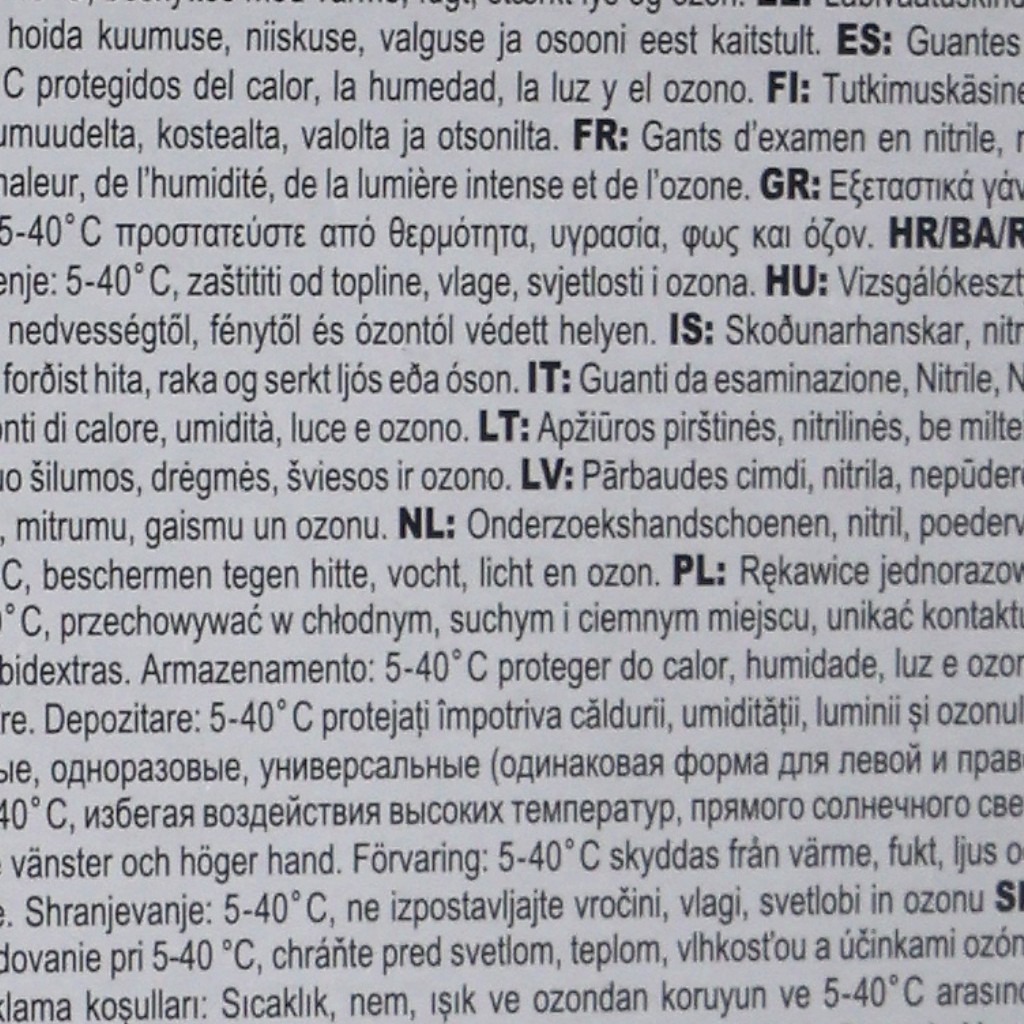 hoida kuumuse, niiskuse, valguse ja osooni eest kaitstult. ES: Guantes
C protegidos del calor, la humedad, la luz y el ozono. FI: Tutkimuskäsine
umuudelta, kostealta, valolta ja otsonilta. FR: Gants d'examen en nitrile,
haleur, de l'humidité, de la lumière intense et de l'ozone. GR: Εξεταστικά γάν
5-40°C προστατεύστε από θερμότητα, υγρασία, φως και όζον. HR/BA/R
enje: 5-40°C, zaštititi od topline, vlage, svjetlosti i ozona. HU: Vizsgálókeszt
nedvességtől, fénytől és ózontól védett helyen. IS: Skoðunarhanskar, nitr
forðist hita, raka og serkt ljós eða óson. IT: Guanti da esaminazione, Nitrile, N
onti di calore, umidità, luce e ozono. LT: Apžiūros pirštinės, nitrilinės, be milte
uo šilumos, drėgmės, šviesos ir ozono. LV: Pārbaudes cimdi, nitrila, nepūdere
, mitrumu, gaismu un ozonu. NL: Onderzoekshandschoenen, nitril, poederv
C, beschermen tegen hitte, vocht, licht en ozon. PL: Rękawice jednorazow
0°C, przechowywać w chłodnym, suchym i ciemnym miejscu, unikać kontaktu
bidextras. Armazenamento: 5-40°C proteger do calor, humidade, luz e ozon
re. Depozitare: 5-40°C protejați împotriva căldurii, umidității, luminii și ozonul
ые, одноразовые, универсальные (одинаковая форма для левой и право
40°C, избегая воздействия высоких температур, прямого солнечного све
vänster och höger hand. Förvaring: 5-40°C skyddas från värme, fukt, ljus o
e. Shranjevanje: 5-40°C, ne izpostavljajte vročini, vlagi, svetlobi in ozonu S
dovanie pri 5-40 °C, chráňte pred svetlom, teplom, vlhkosťou a účinkami ozón
klama koşulları: Sıcaklık, nem, ışık ve ozondan koruyun ve 5-40°C arasınd